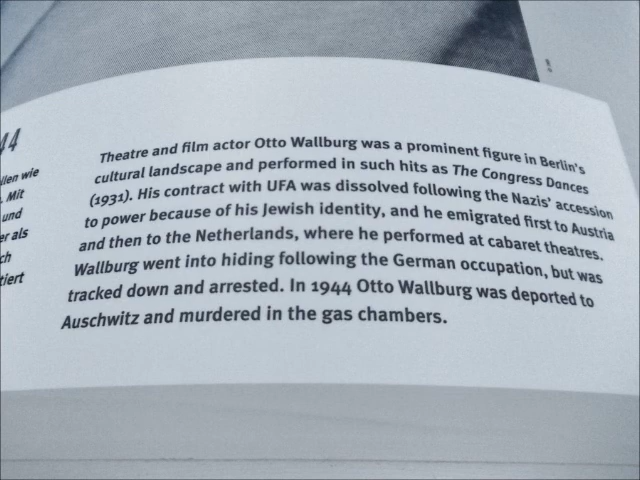 44
llen wie
. Mit
und
er als
ch
tiert
Theatre and film actor Otto Wallburg was a prominent figure in Berlin's
cultural landscape and performed in such hits as The Congress Dances
(1931). His contract with UFA was dissolved following the Nazis' accession
to power because of his Jewish identity, and he emigrated first to Austria
and then to the Netherlands, where he performed at cabaret theatres.
Wallburg went into hiding following the German occupation, but was
tracked down and arrested. In 1944 Otto Wallburg was deported to
Auschwitz and murdered in the gas chambers.